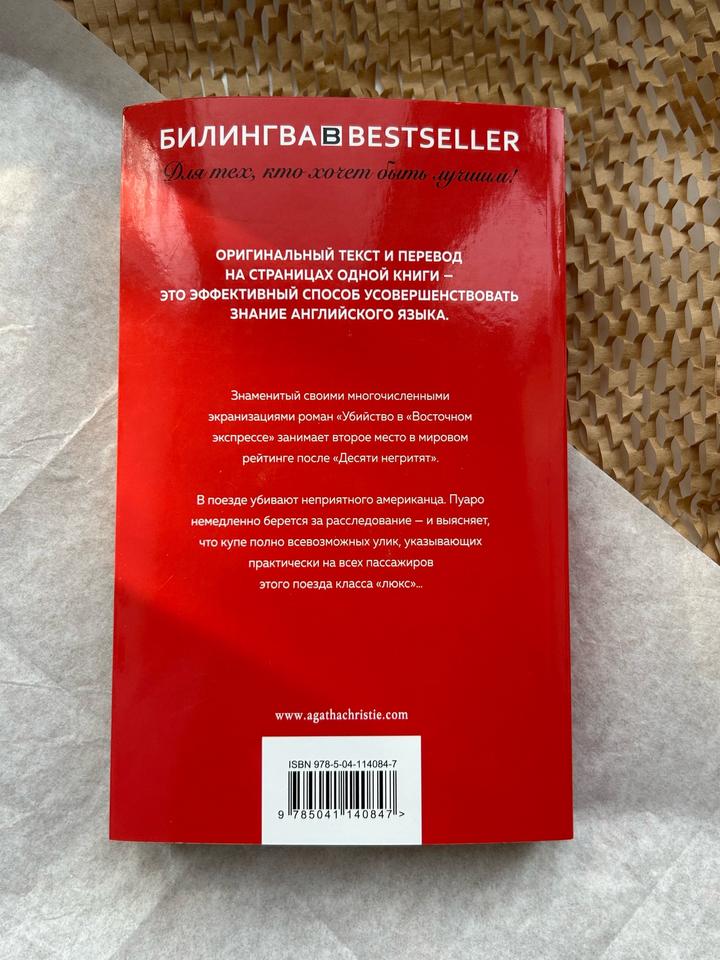 БИЛИНГВА B BESTSELLER
Для тех, кто хочет быть лучшим!
ОРИГИНАЛЬНЫЙ ТЕКСТ И ПЕРЕВОД
НА СТРАНИЦАХ ОДНОЙ КНИГИ –
ЭТО ЭФФЕКТИВНЫЙ СПОСОБ УСОВЕРШЕНСТВОВАТЬ
ЗНАНИЕ АНГЛИЙСКОГО ЯЗЫКА.
Знаменитый своими многочисленными
экранизациями роман «Убийство в «Восточном
экспрессе» занимает второе место в мировом
рейтинге после «Десяти негритят».
В поезде убивают неприятного американца. Пуаро
немедленно берется за расследование – и выясняет,
что купе полно всевозможных улик, указывающих
практически на всех пассажиров
этого поезда класса «люкс»...
www.agathachristie.com
ISBN 978-5-04-114084-7
9 785041 140847 >